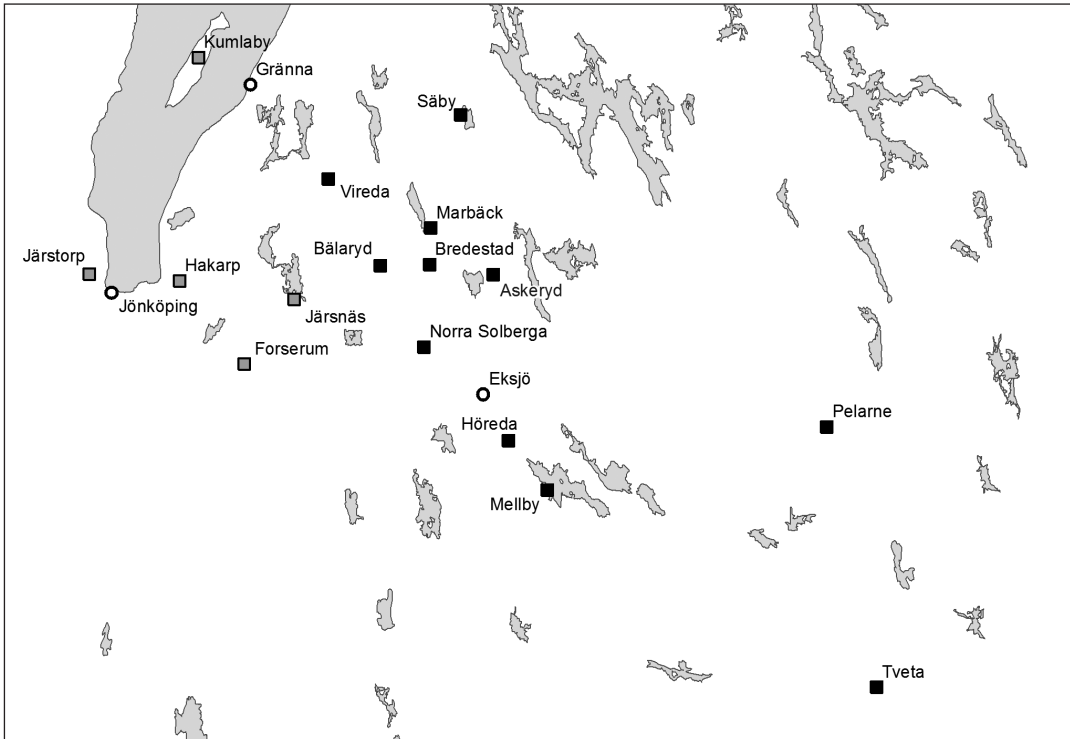 Kumlaby
Gränna
Säby
Vireda
Marbäck
Bälaryd
Bredestad
Järstorp
Hakarp
Askeryd
Jönköping
Järsnäs
Norra Solberga
Forserum
Eksjö
Höreda
Pelarne
Mellby
Tveta